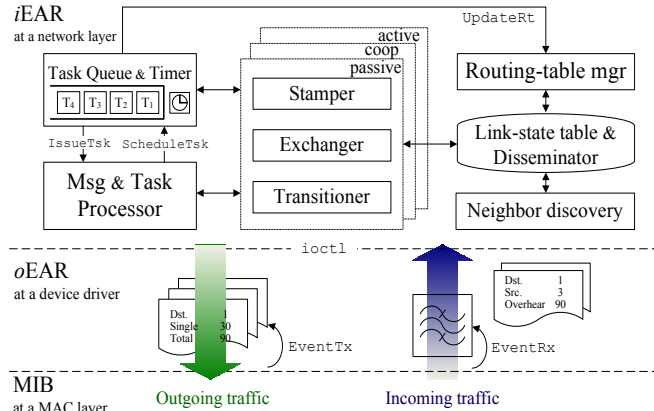 iEAR
at a network layer
UpdateRt
active
coop
passive
Task Queue & Timer
T4 T3 T2 T1
IssueTsk ScheduleTsk
Msg & Task
Processor
Stamper
Exchanger
Transitioner
Routing-table mgr
Link-state table &
Disseminator
Neighbor discovery
ioctl
oEAR
at a device driver
Dst. 1
Single 30
Total 90
EventTx
Dst. 1
Src. 3
Overhear 90
EventRx
MIB
at a MAC layer
Outgoing traffic
Incoming traffic